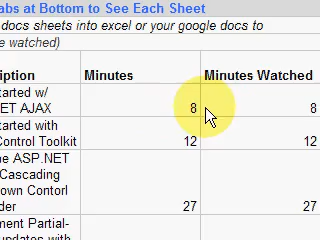 abs at Bottom to See Each Sheet
docs sheets into excel or your google docs to
e watched)
iption Minutes Minutes Watched
tarted w/
ET AJAX 8 8
tarted with
Control Toolkit 12 12
e ASP.NET
Cascading
own Contorl
der 27 27
ment Partial-
updates with